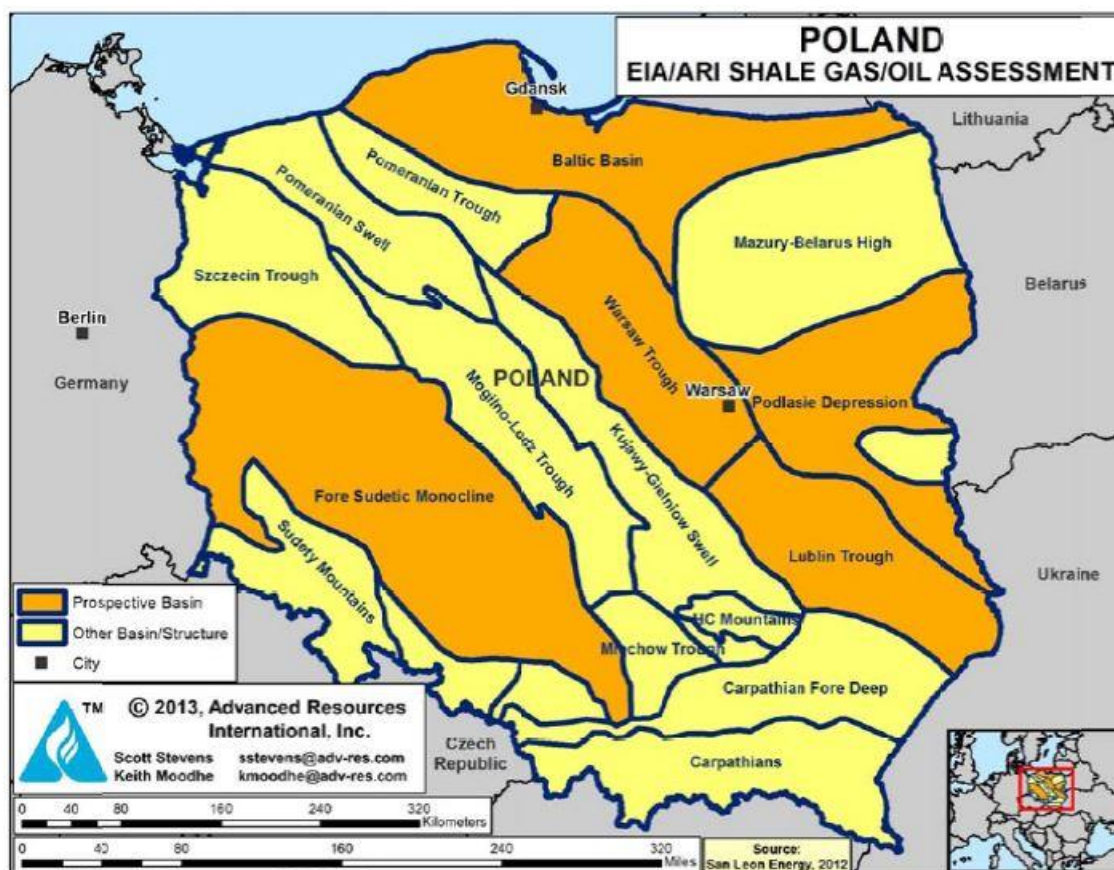 POLAND
EIA/ARI SHALE GAS/OIL ASSESSMENT
Gdansk
Lithuania
Baltic Basin
Pomeranian Trough
Pomeranian Swell
Mazury-Belarus High
Szczecin Trough
Belarus
Berlin
Warsaw Trough
Germany
POLAND
Warsaw
Podlasie Depression
Mogilno-Lodz Trough
Kujawy-Gielniow Swell
Fore Sudetic Monocline
Lublin Trough
Ukraine
Sudety Mountains
Prospective Basin
Other Basin/Structure
City
HC Mountains
Miechow Trough
Carpathian Fore Deep
TM
© 2013, Advanced Resources
International, Inc.
Scott Stevens sstevens@adv-res.com
Keith Moodhe kmoodhe@adv-res.com
Czech
Republic
Carpathians
0 40 80 160 240 320
Kilometers
0 40 80 160 240 320
Miles
Source:
San Leon Energy, 2012